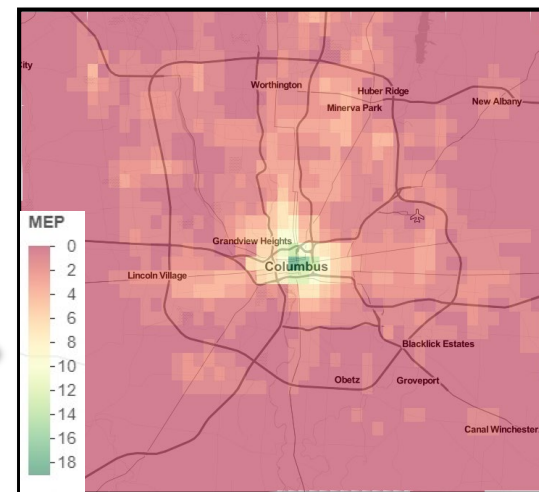 City
Worthington
Huber Ridge
Minerva Park
New Albany
MEP
0
2
4
6
8
10
12
14
16
18
Grandview Heights
Columbus
Lincoln Village
Blacklick Estates
Obetz
Groveport
Canal Winchester